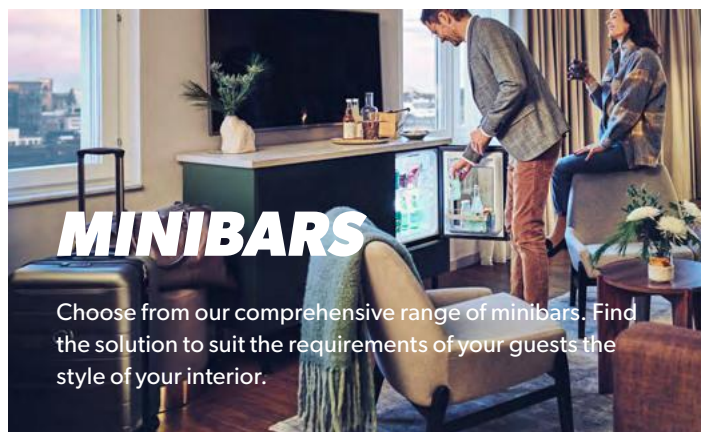 MINIBARS
Choose from our comprehensive range of minibars. Find
the solution to suit the requirements of your guests the
style of your interior.